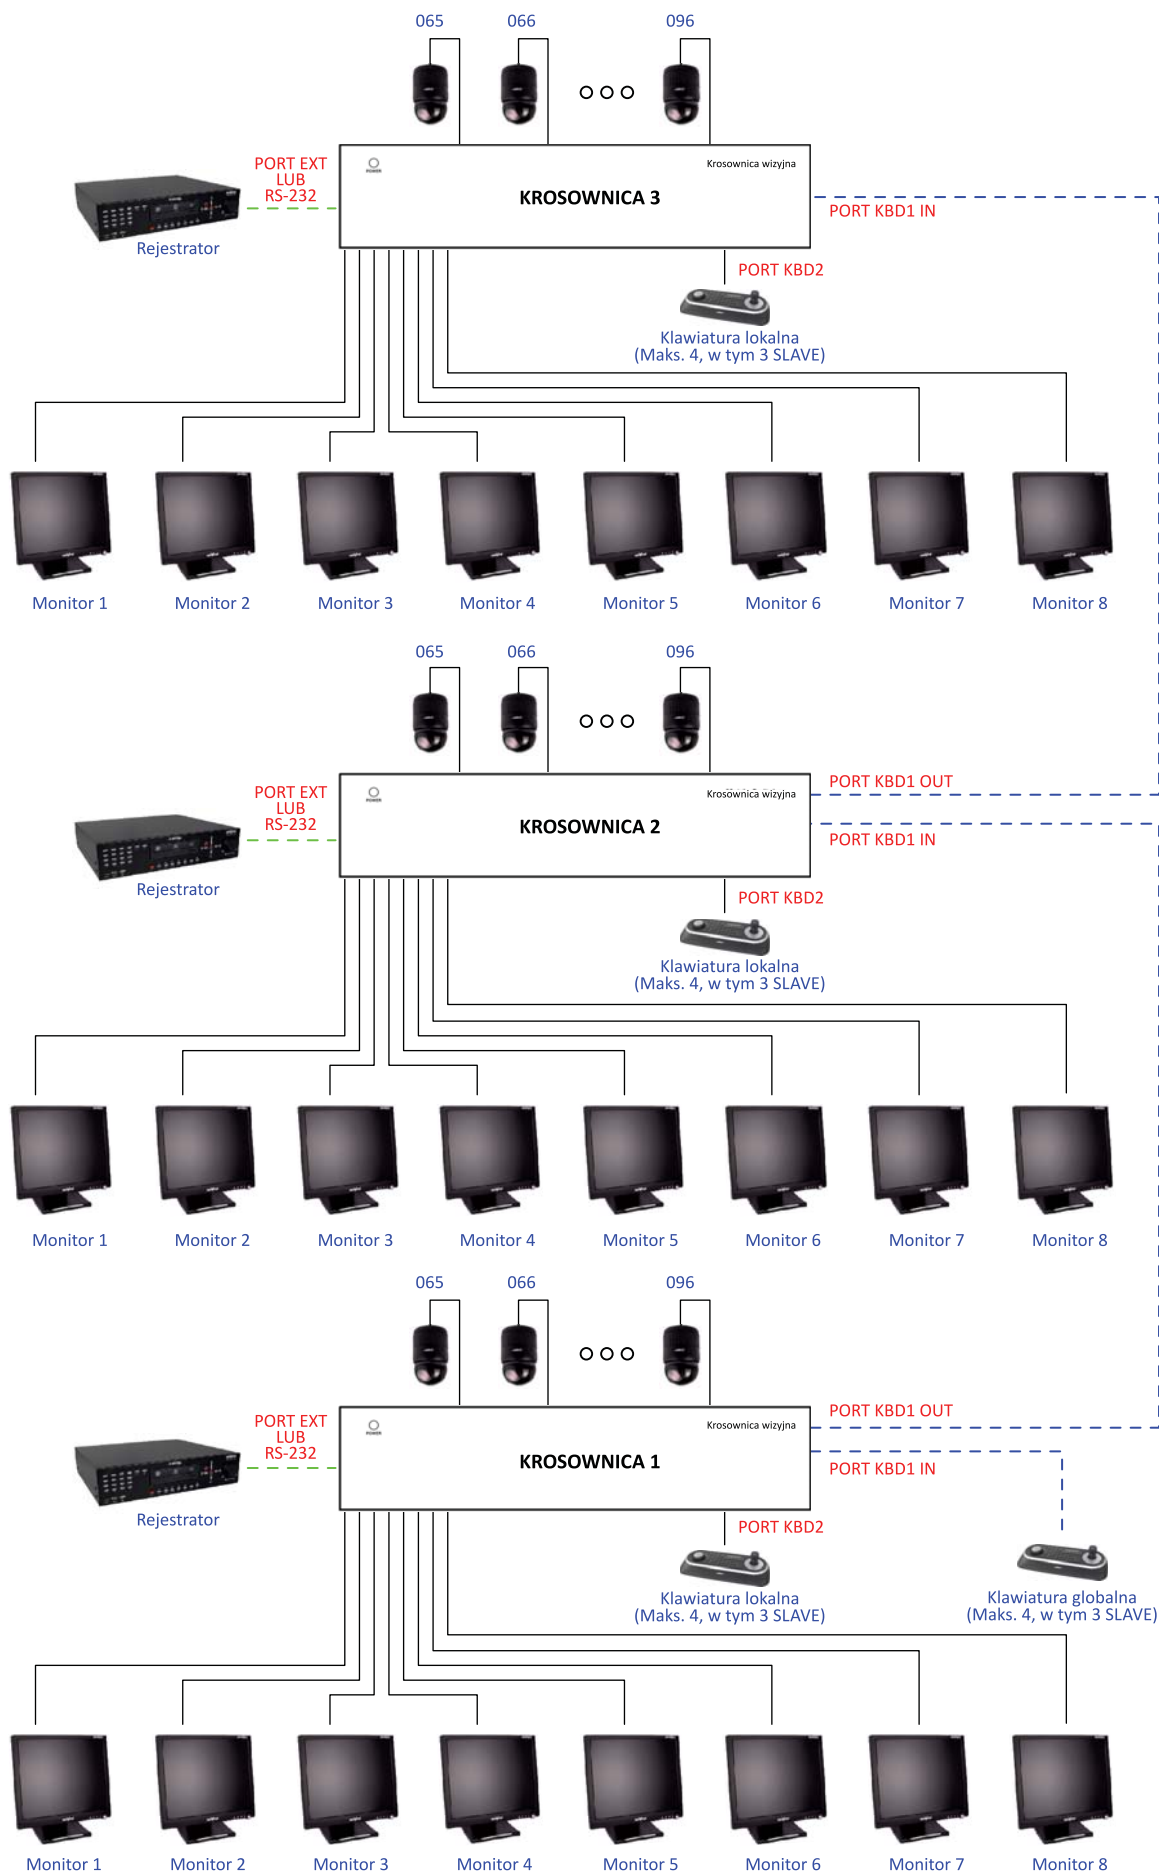 065 066 096
PORT EXT
LUB
RS-232
POWER
Krosownica wizyjna
KROSOWNICA 3
PORT KBD1 IN
Rejestrator
PORT KBD2
Klawiatura lokalna
(Maks. 4, w tym 3 SLAVE)
Monitor 1 Monitor 2 Monitor 3 Monitor 4 Monitor 5 Monitor 6 Monitor 7 Monitor 8
065 066 096
PORT EXT
LUB
RS-232
POWER
Krosownica wizyjna
PORT KBD1 OUT
KROSOWNICA 2
PORT KBD1 IN
Rejestrator
PORT KBD2
Klawiatura lokalna
(Maks. 4, w tym 3 SLAVE)
Monitor 1 Monitor 2 Monitor 3 Monitor 4 Monitor 5 Monitor 6 Monitor 7 Monitor 8
065 066 096
PORT EXT
LUB
RS-232
POWER
Krosownica wizyjna
PORT KBD1 OUT
KROSOWNICA 1
PORT KBD1 IN
Rejestrator
PORT KBD2
Klawiatura lokalna
(Maks. 4, w tym 3 SLAVE)
Klawiatura globalna
(Maks. 4, w tym 3 SLAVE)
Monitor 1 Monitor 2 Monitor 3 Monitor 4 Monitor 5 Monitor 6 Monitor 7 Monitor 8